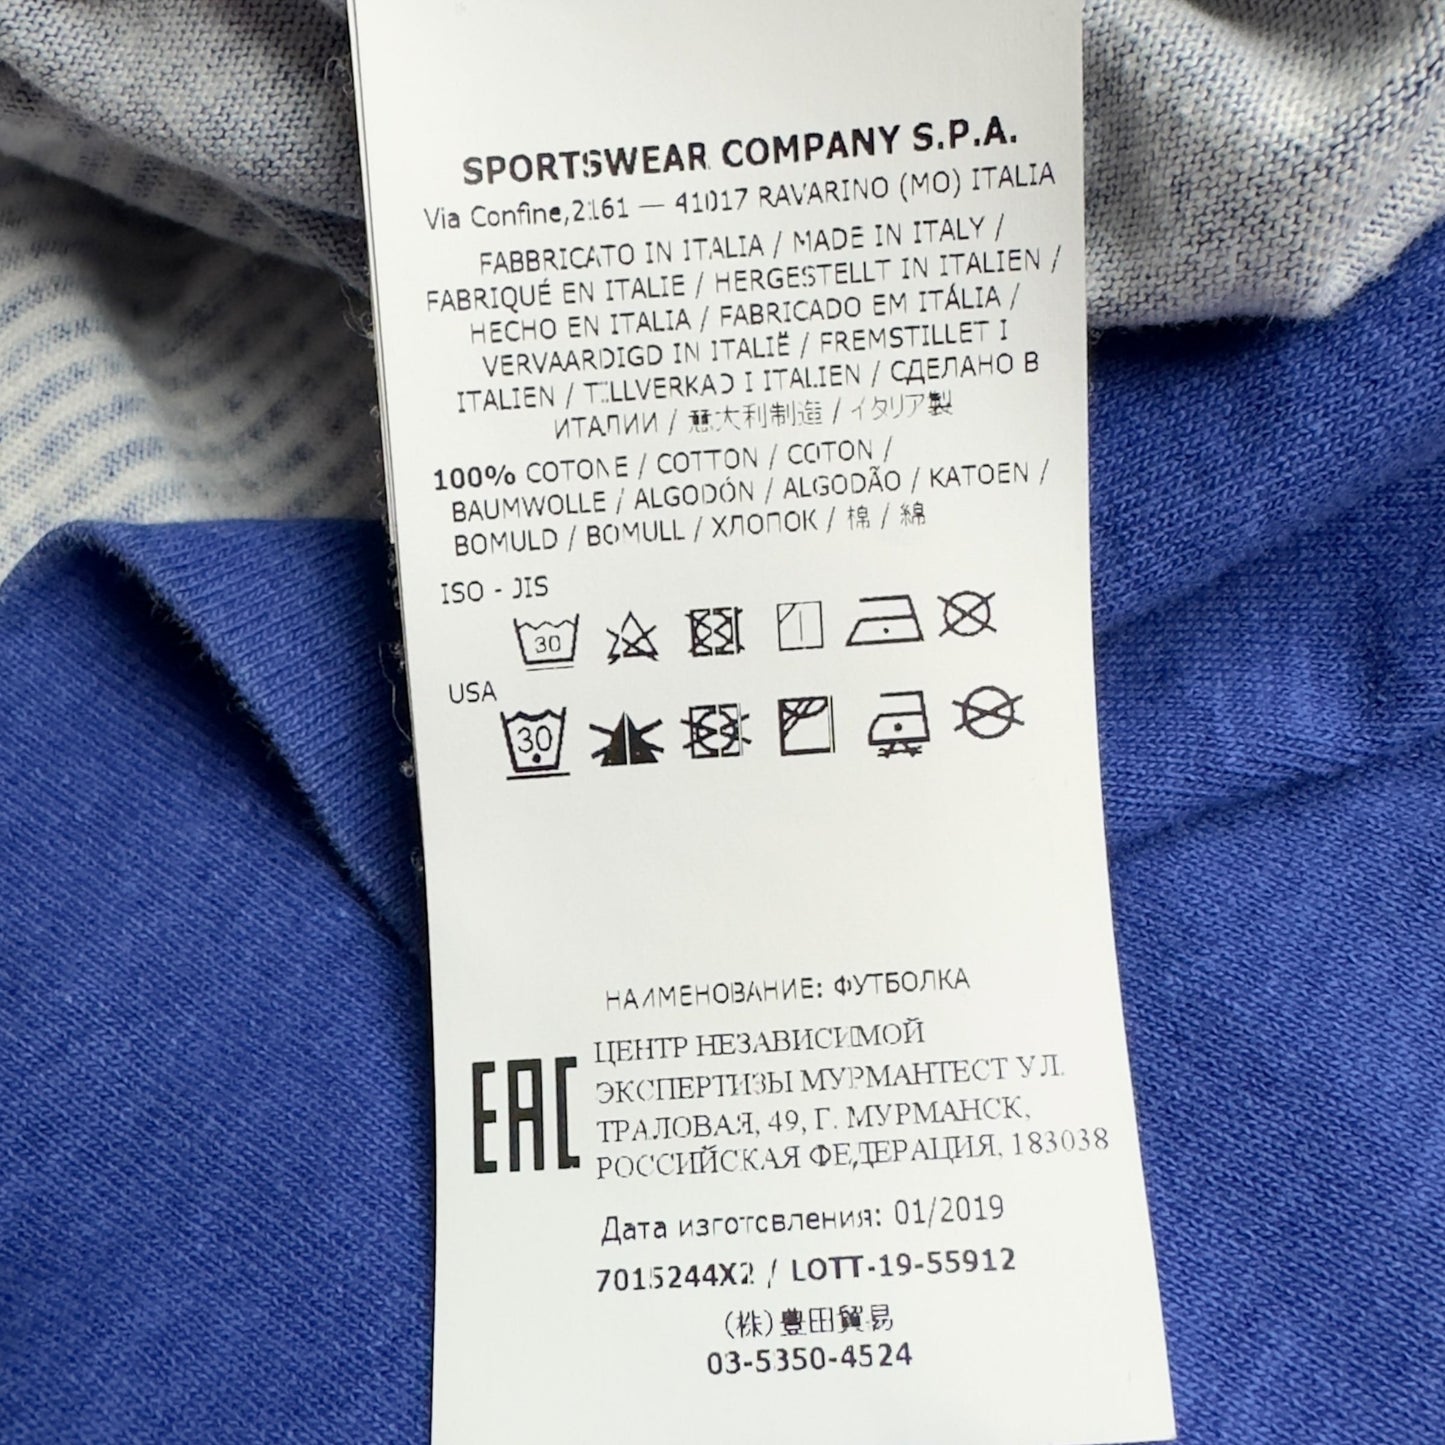 SPORTSWEAR COMPANY S.P.A.
Via Confine,2161 — 41017 RAVARINO (MO) ITALIA
FABBRICATO IN ITALIA / MADE IN ITALY /
FABRIQUÉ EN ITALIE / HERGESTELLT IN ITALIEN /
HECHO EN ITALIA / FABRICADO EM ITÁLIA /
VERVAARDIGD IN ITALIË / FREMSTILLET I
ITALIEN / TILLVERKAD I ITALIEN / СДЕЛАНО В
ИТАЛИИ / 意大利制造 / イタリア製
100% COTONE / COTTON / COTON /
BAUMWOLLE / ALGODÓN / ALGODÃO / KATOEN /
BOMULD / BOMULL / ХЛОПОК / 棉 / 綿
ISO - JIS
30
USA
30
НАИМЕНОВАНИЕ: ФУТБОЛКА
EAC
ЦЕНТР НЕЗАВИСИМОЙ
ЭКСПЕРТИЗЫ МУРМАНТЕСТ УЛ.
ТРАЛОВАЯ, 49, Г. МУРМАНСК,
РОССИЙСКАЯ ФЕДЕРАЦИЯ, 183038
Дата изготовления: 01/2019
7015244X2 / LOTT-19-55912
(株)豊田貿易
03-5350-4524